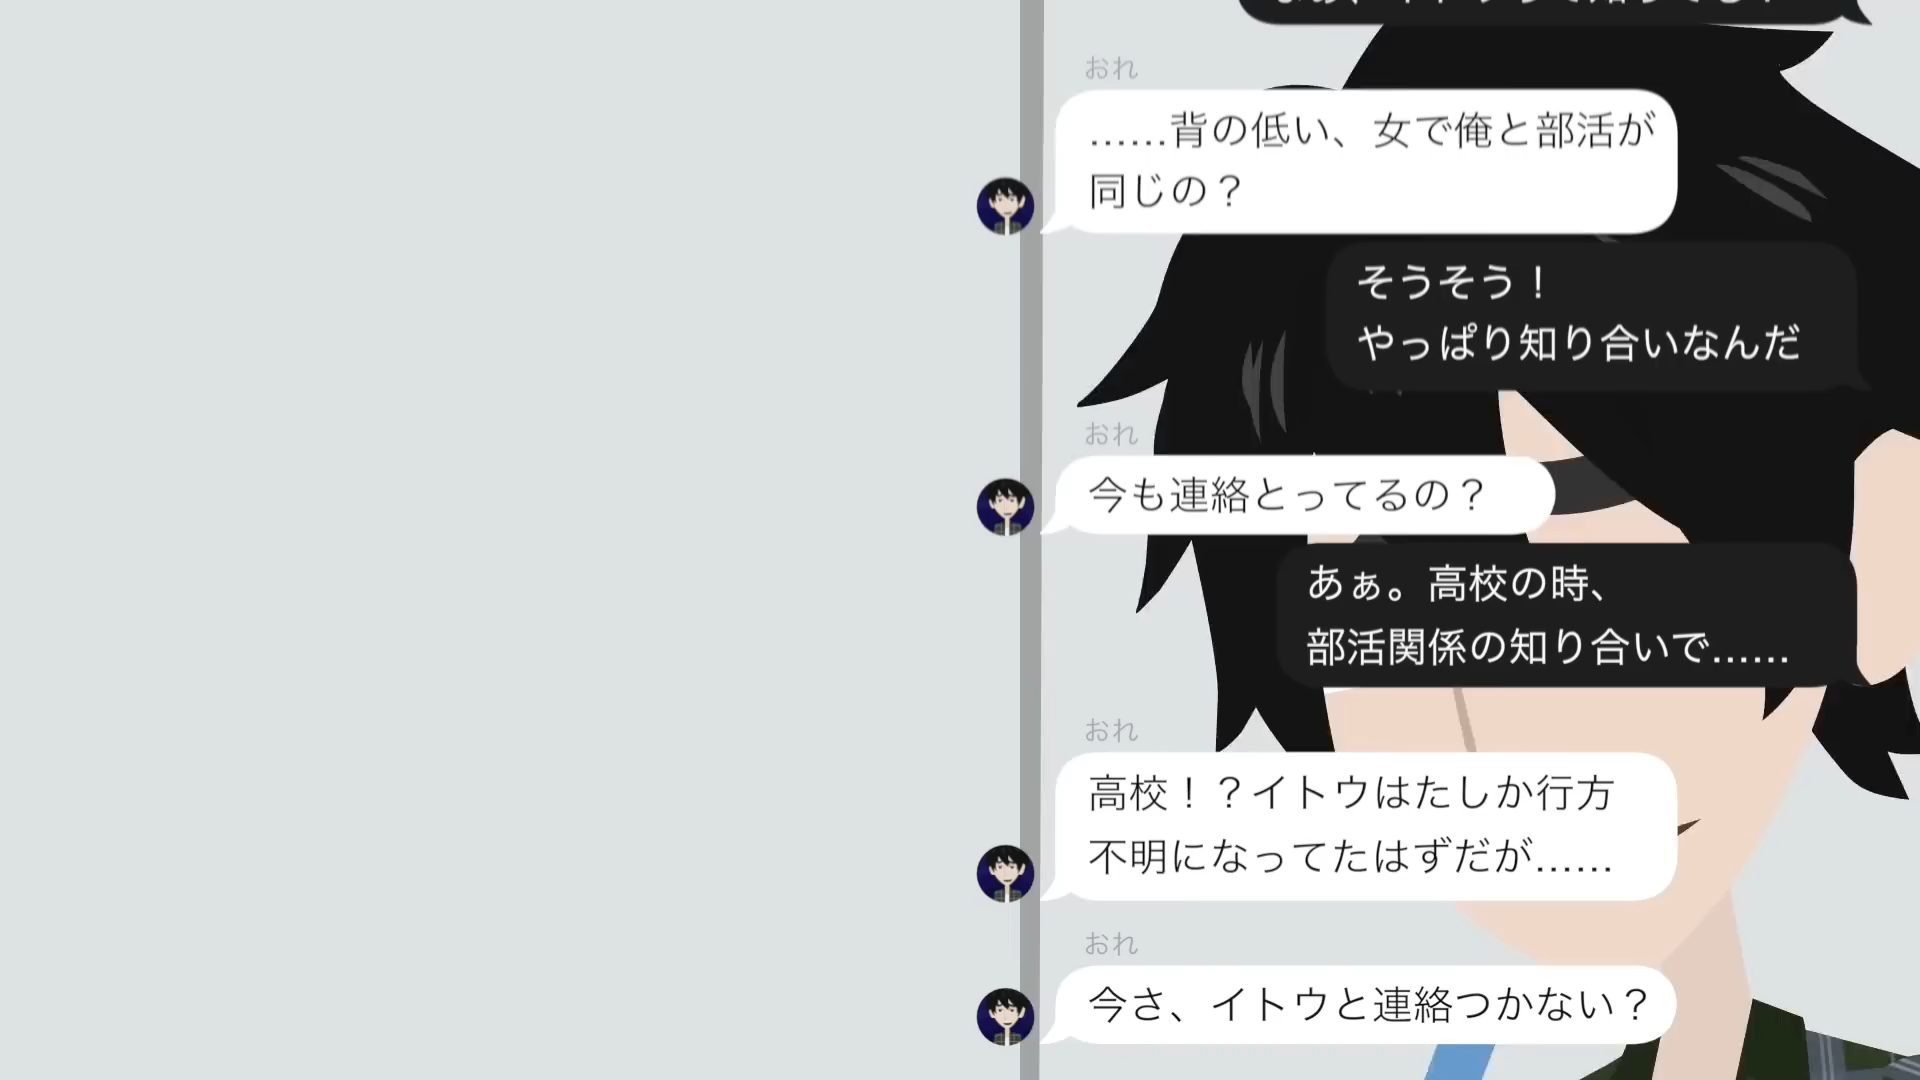 おれ
……背の低い、女で俺と部活が
同じの？
そうそう！
やっぱり知り合いなんだ
おれ
今も連絡とってるの？
あぁ。高校の時、
部活関係の知り合いで……
おれ
高校！？イトウはたしか行方
不明になってたはずだが……
おれ
今さ、イトウと連絡つかない？